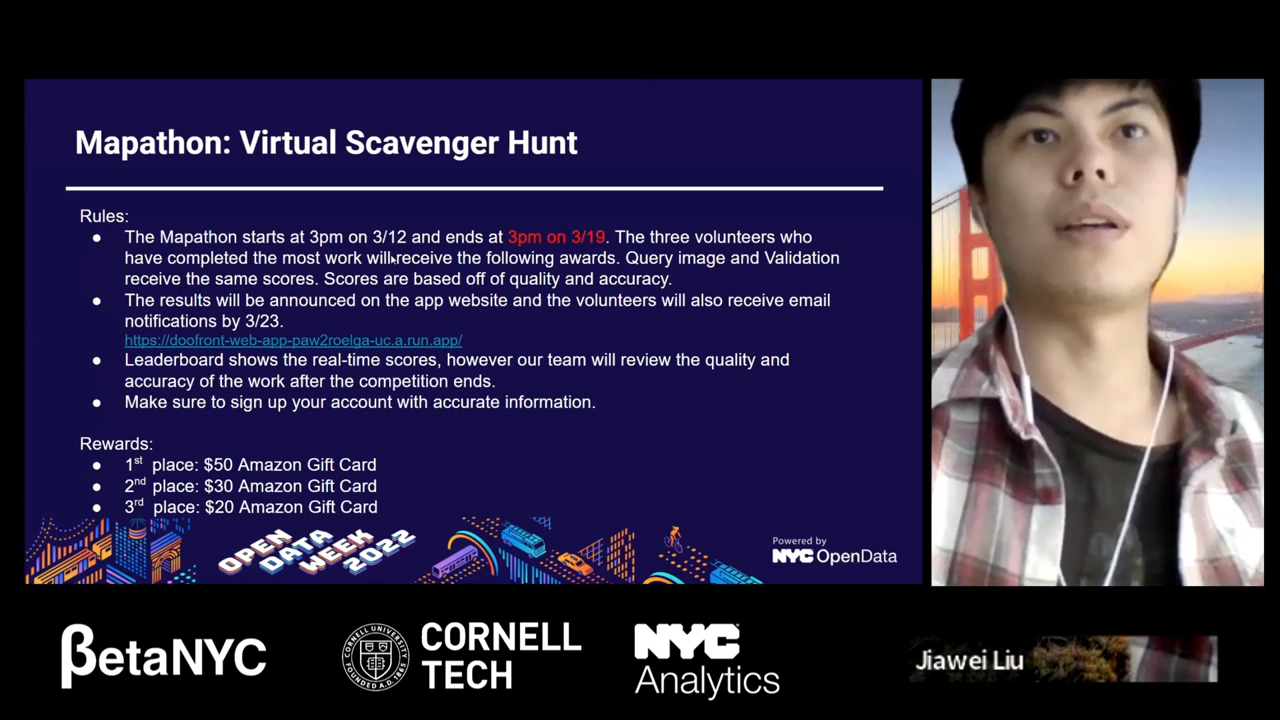 Mapathon: Virtual Scavenger Hunt
Rules:
● The Mapathon starts at 3pm on 3/12 and ends at 3pm on 3/19. The three volunteers who
have completed the most work will receive the following awards. Query image and Validation
receive the same scores. Scores are based off of quality and accuracy.
● The results will be announced on the app website and the volunteers will also receive email
notifications by 3/23.
https://doofront-web-app-paw2roelga-uc.a.run.app/
● Leaderboard shows the real-time scores, however our team will review the quality and
accuracy of the work after the competition ends.
● Make sure to sign up your account with accurate information.
Rewards:
● 1st place: $50 Amazon Gift Card
● 2nd place: $30 Amazon Gift Card
● 3rd place: $20 Amazon Gift Card
OPEN
DATA
WEEK
2022
Powered by
NYC OpenData
βetaNYC
CORNELL UNIVERSITY
FOUNDED A.D. 1865
CORNELL
TECH
NYC
Analytics
Jiawei Liu